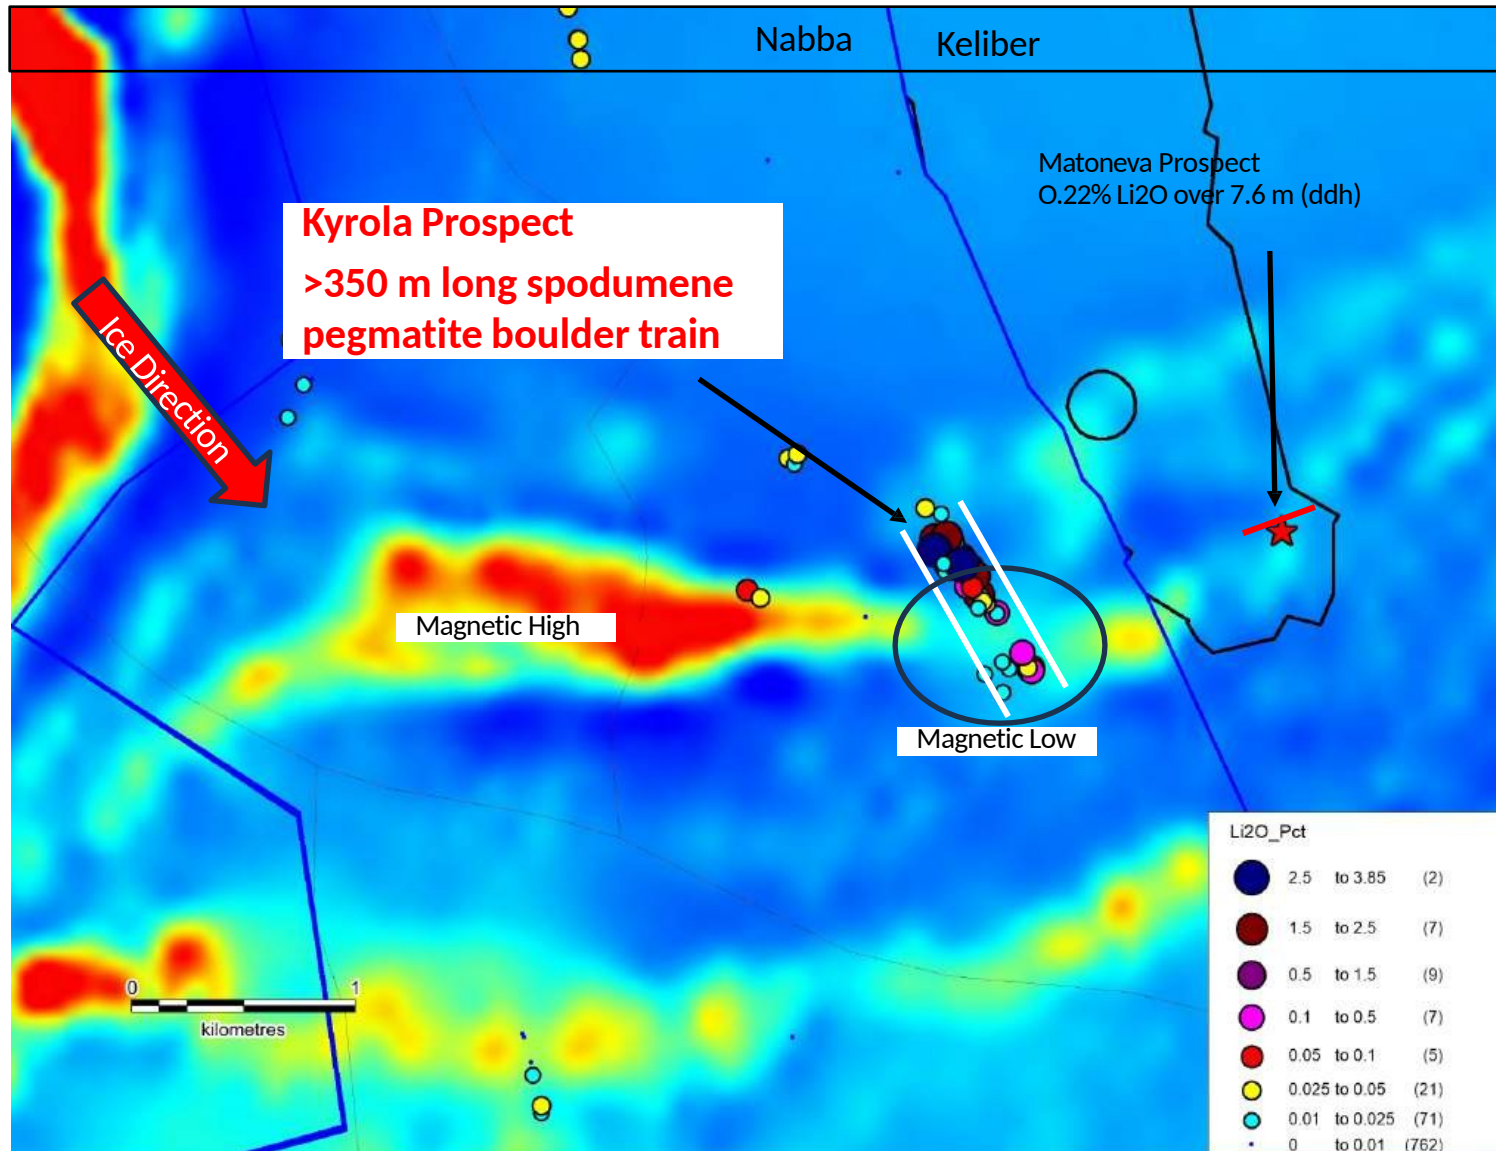 Nabba
Keliber
Matoneva Prospect
0.22% Li2O over 7.6 m (ddh)
Kyrola Prospect
>350 m long spodumene
pegmatite boulder train
Ice Direction
Magnetic High
Magnetic Low
0 1
kilometres
Li2O_Pct
2.5 to 3.85 (2)
1.5 to 2.5 (7)
0.5 to 1.5 (9)
0.1 to 0.5 (7)
0.05 to 0.1 (5)
0.025 to 0.05 (21)
0.01 to 0.025 (71)
0 to 0.01 (762)